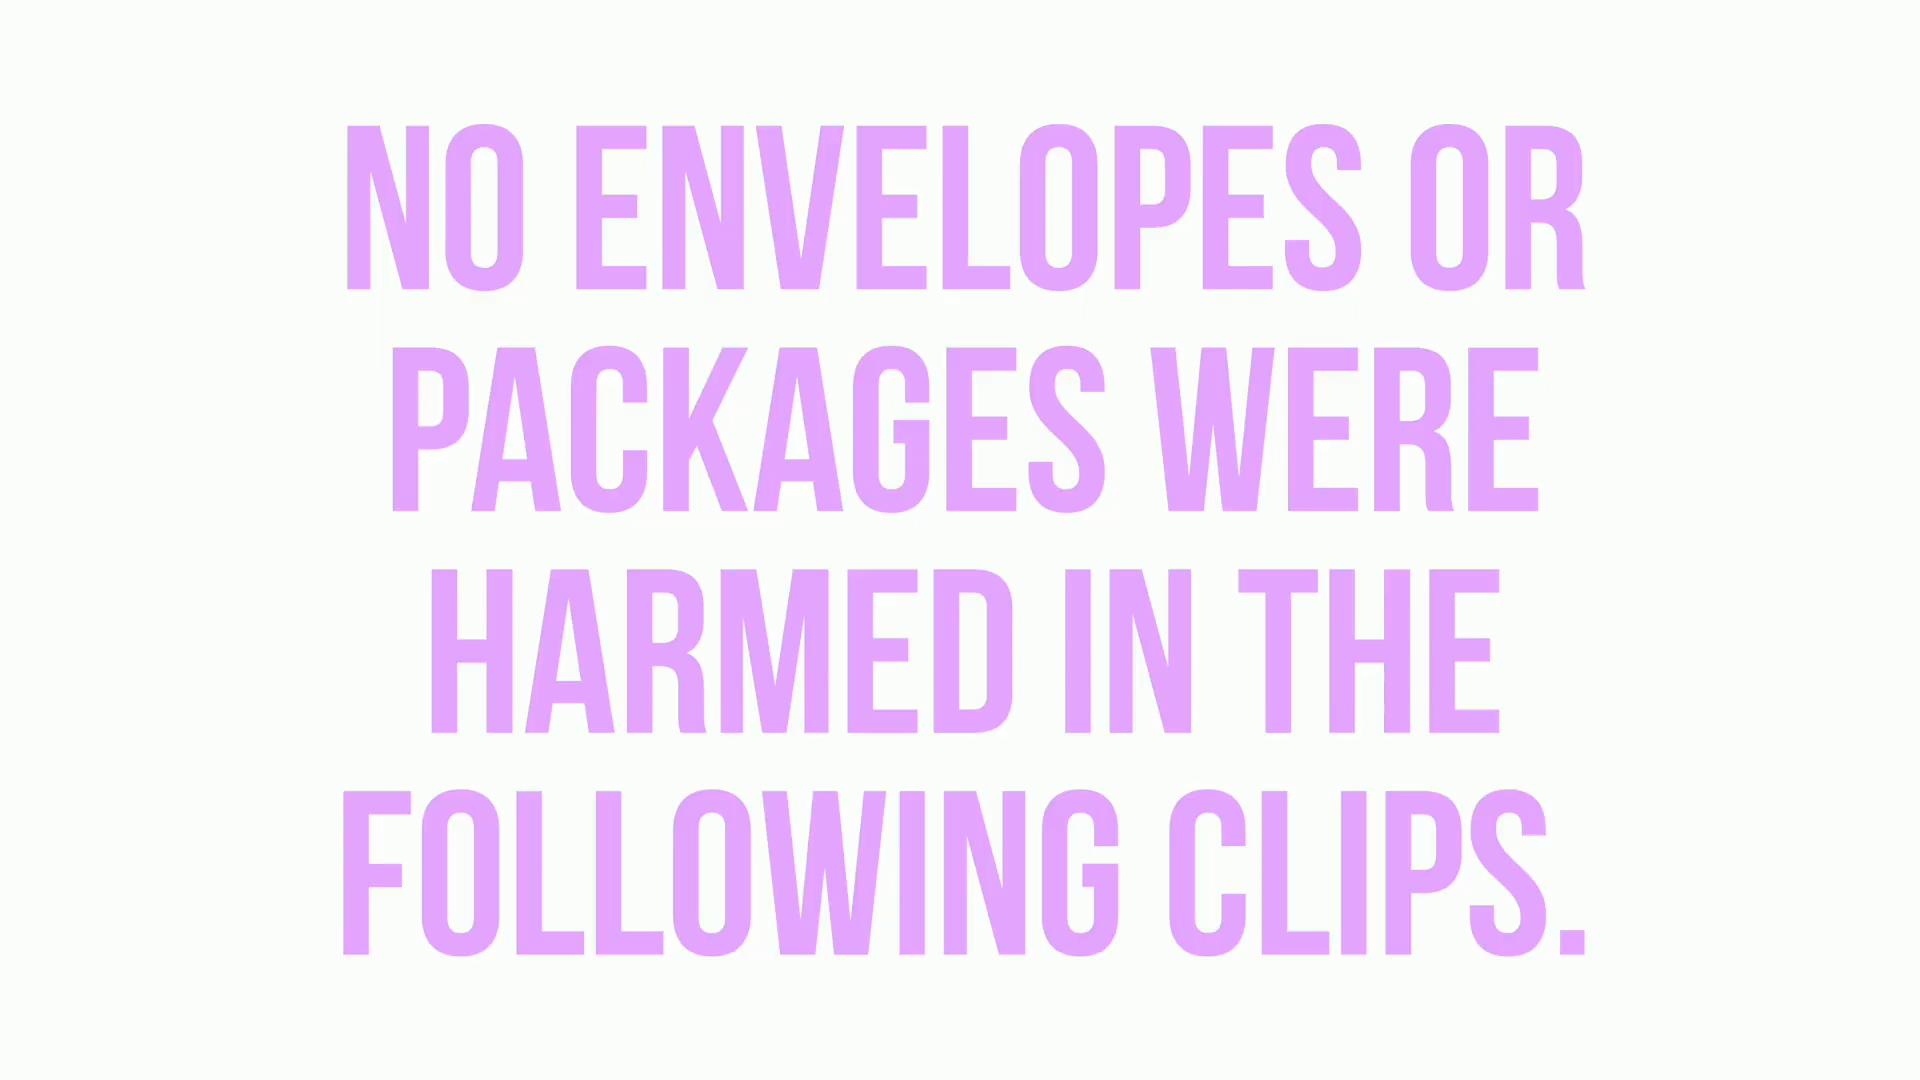 NO ENVELOPES OR
PACKAGES WERE
HARMED IN THE
FOLLOWING CLIPS.